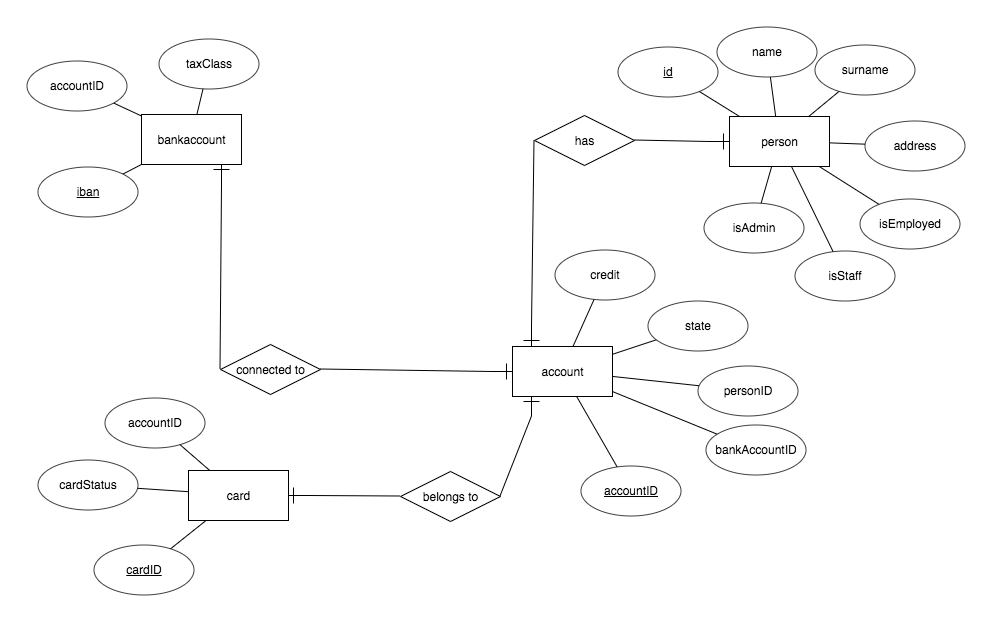 name
taxClass
id
surname
accountID
bankaccount
has
person
address
iban
isAdmin
isEmployed
credit
isStaff
state
connected to
account
personID
accountID
bankAccountID
cardStatus
card
belongs to
accountID
cardID